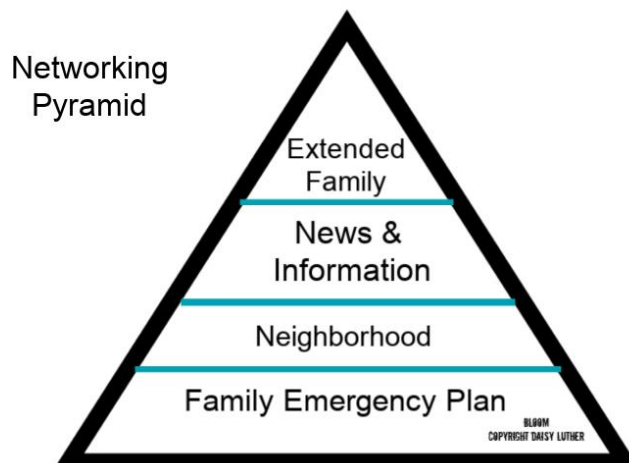 Networking
Pyramid
Extended
Family
News &
Information
Neighborhood
Family Emergency Plan
BLOOM
COPYRIGHT DAISY LUTHER